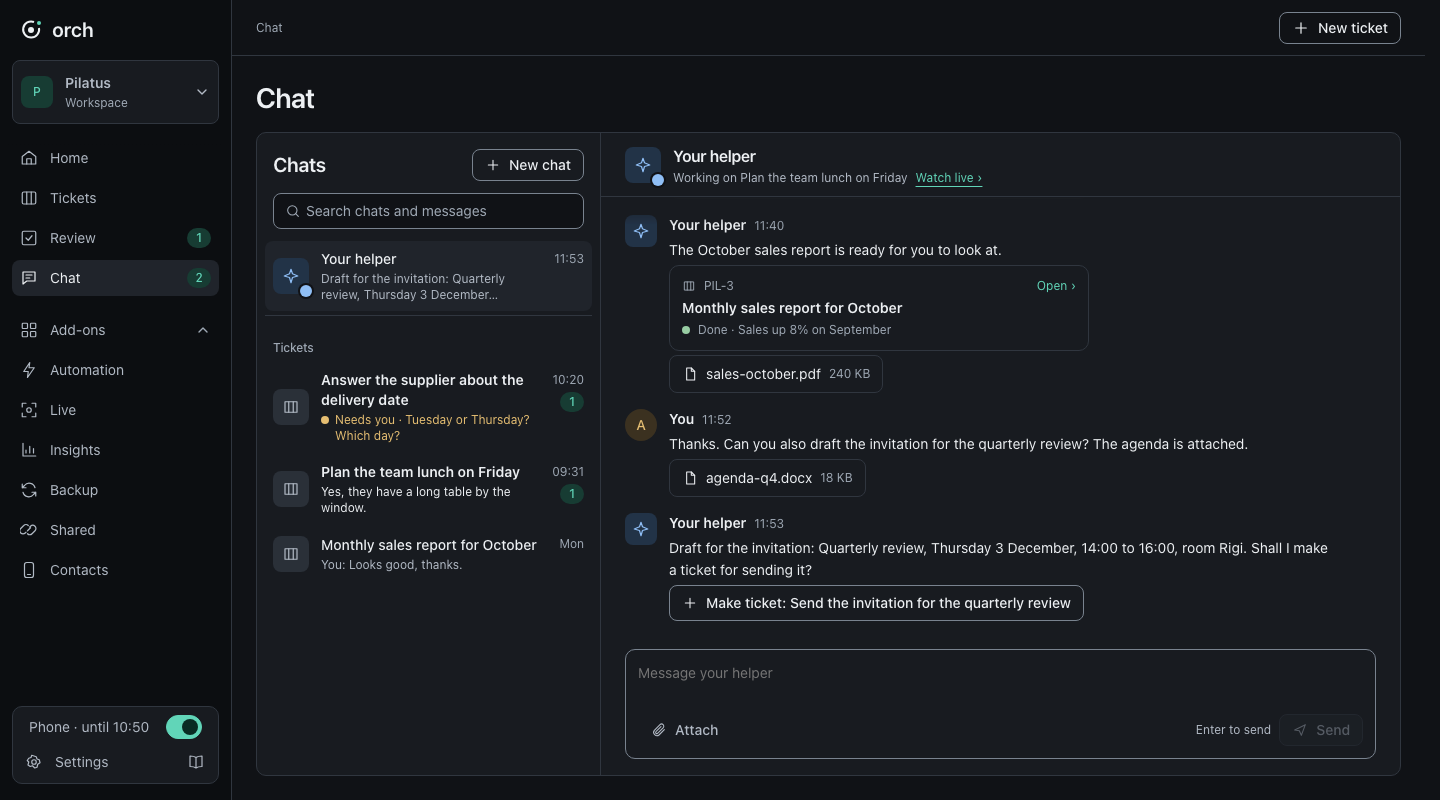 orch
P
Pilatus
Workspace
Home
Tickets
Review 1
Chat 2
Add-ons
Automation
Live
Insights
Backup
Shared
Contacts
Phone · until 10:50
Settings
Chat
New ticket
Chat
Chats
New chat
Search chats and messages
Your helper 11:53
Draft for the invitation: Quarterly
review, Thursday 3 December...
Tickets
Answer the supplier about the 10:20
delivery date 1
Needs you · Tuesday or Thursday?
Which day?
Plan the team lunch on Friday 09:31
Yes, they have a long table by the 1
window.
Monthly sales report for October Mon
You: Looks good, thanks.
Your helper
Working on Plan the team lunch on Friday Watch live ›
Your helper 11:40
The October sales report is ready for you to look at.
PIL-3 Open ›
Monthly sales report for October
Done · Sales up 8% on September
sales-october.pdf 240 KB
A
You 11:52
Thanks. Can you also draft the invitation for the quarterly review? The agenda is attached.
agenda-q4.docx 18 KB
Your helper 11:53
Draft for the invitation: Quarterly review, Thursday 3 December, 14:00 to 16:00, room Rigi. Shall I make
a ticket for sending it?
Make ticket: Send the invitation for the quarterly review
Message your helper
Attach
Enter to send
Send